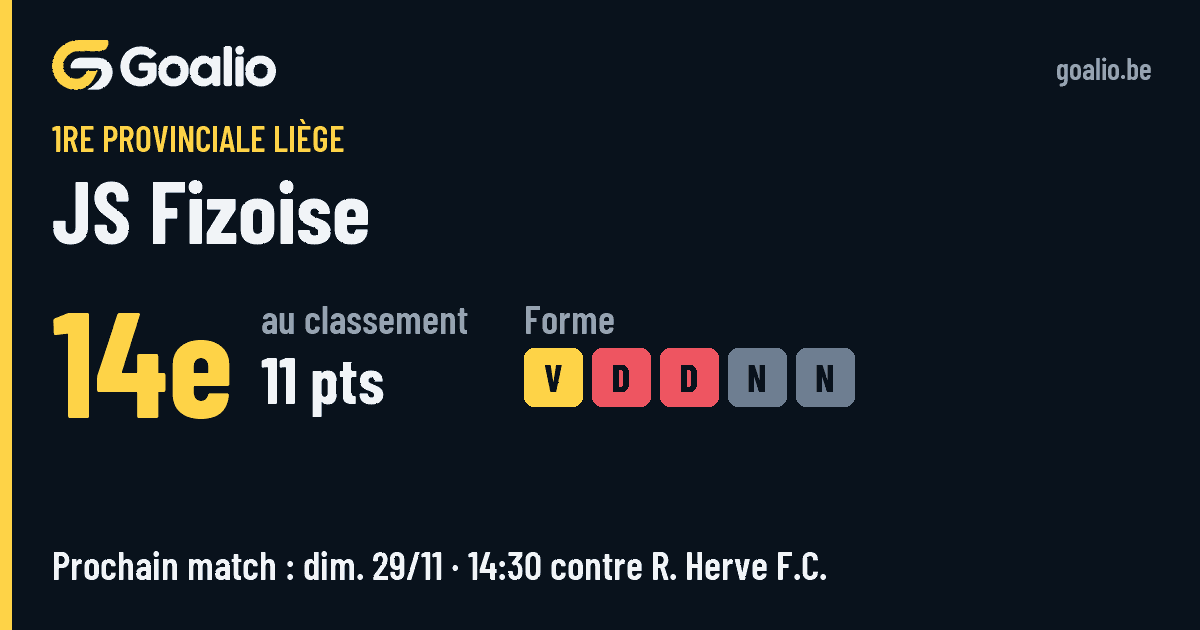 Goalio
goalio.be
1RE PROVINCIALE LIÈGE
JS Fizoise
14e
au classement
11 pts
Forme
V D D N N
Prochain match : dim. 29/11 · 14:30 contre R. Herve F.C.